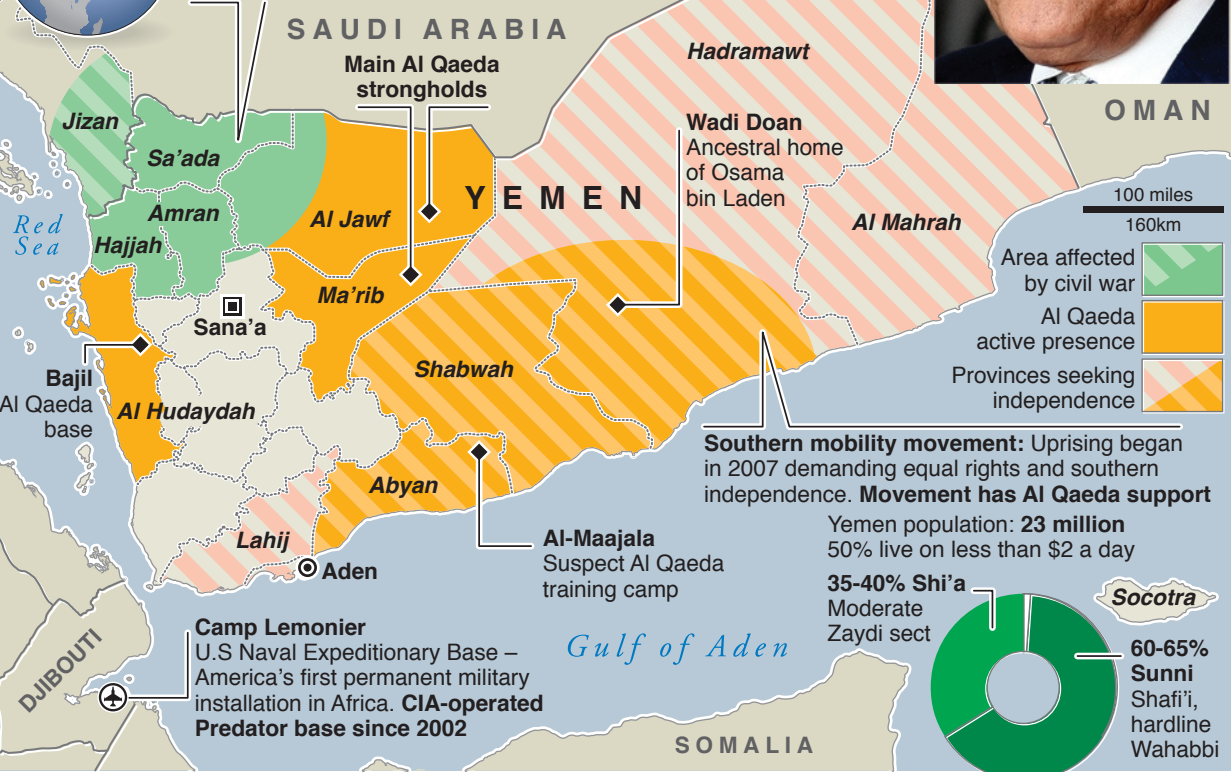 SAUDI ARABIA
Main Al Qaeda
strongholds
Hadramawt
OMAN
Jizan
Sa'ada
Wadi Doan
Ancestral home
of Osama
bin Laden
YEMEN
100 miles
160km
Red
Sea
Amran
Hajjah
Al Jawf
Al Mahrah
Area affected
by civil war
Ma'rib
Sana'a
Al Qaeda
active presence
Bajil
Al Qaeda
base
Al Hudaydah
Shabwah
Provinces seeking
independence
Southern mobility movement: Uprising began
in 2007 demanding equal rights and southern
independence. Movement has Al Qaeda support
Abyan
Lahij
Aden
Al-Maajala
Suspect Al Qaeda
training camp
Yemen population: 23 million
50% live on less than $2 a day
35-40% Shi'a
Moderate
Zaydi sect
Socotra
60-65%
Sunni
Shafi'i,
hardline
Wahabbi
Gulf of Aden
DJIBOUTI
Camp Lemonier
U.S Naval Expeditionary Base –
America's first permanent military
installation in Africa. CIA-operated
Predator base since 2002
SOMALIA